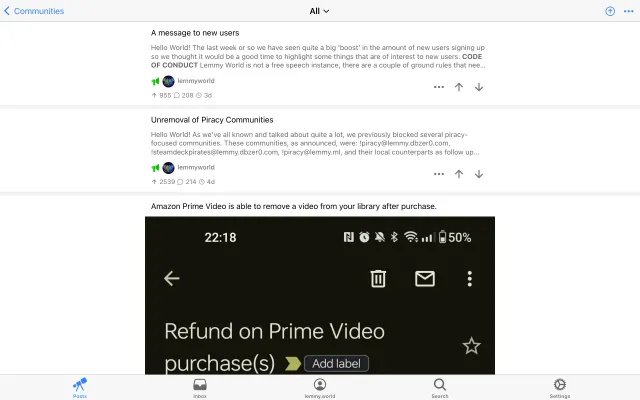 Communities
All
A message to new users
Hello World! The last week or so we have seen quite a big 'boost' in the amount of new users signing up
so we thought it would be a good time to highlight some things that are of interest to new users. CODE
OF CONDUCT Lemmy World is not a free speech instance, there are a couple of ground rules that nee...
lemmyworld
955 208 3d
Unremoval of Piracy Communities
Hello World! As we've all known and talked about quite a lot, we previously blocked several piracy-
focused communities. These communities, as announced, were: !piracy@lemmy.dbzer0.com,
!steamdeckpirates@lemmy.dbzer0.com, !piracy@lemmy.ml, and their local counterparts as follow up...
lemmyworld
2539 214 4d
Amazon Prime Video is able to remove a video from your library after purchase.
22:18 50%
Refund on Prime Video
purchase(s) Add label
Posts Inbox lemmy.world Search Settings